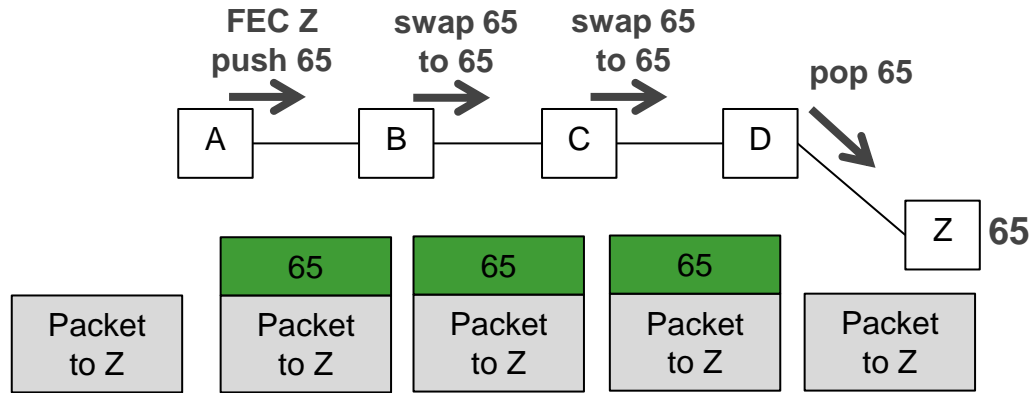 FEC Z
push 65
swap 65
to 65
swap 65
to 65
pop 65
A
B
C
D
Z
65
65
65
65
Packet
to Z
Packet
to Z
Packet
to Z
Packet
to Z
Packet
to Z